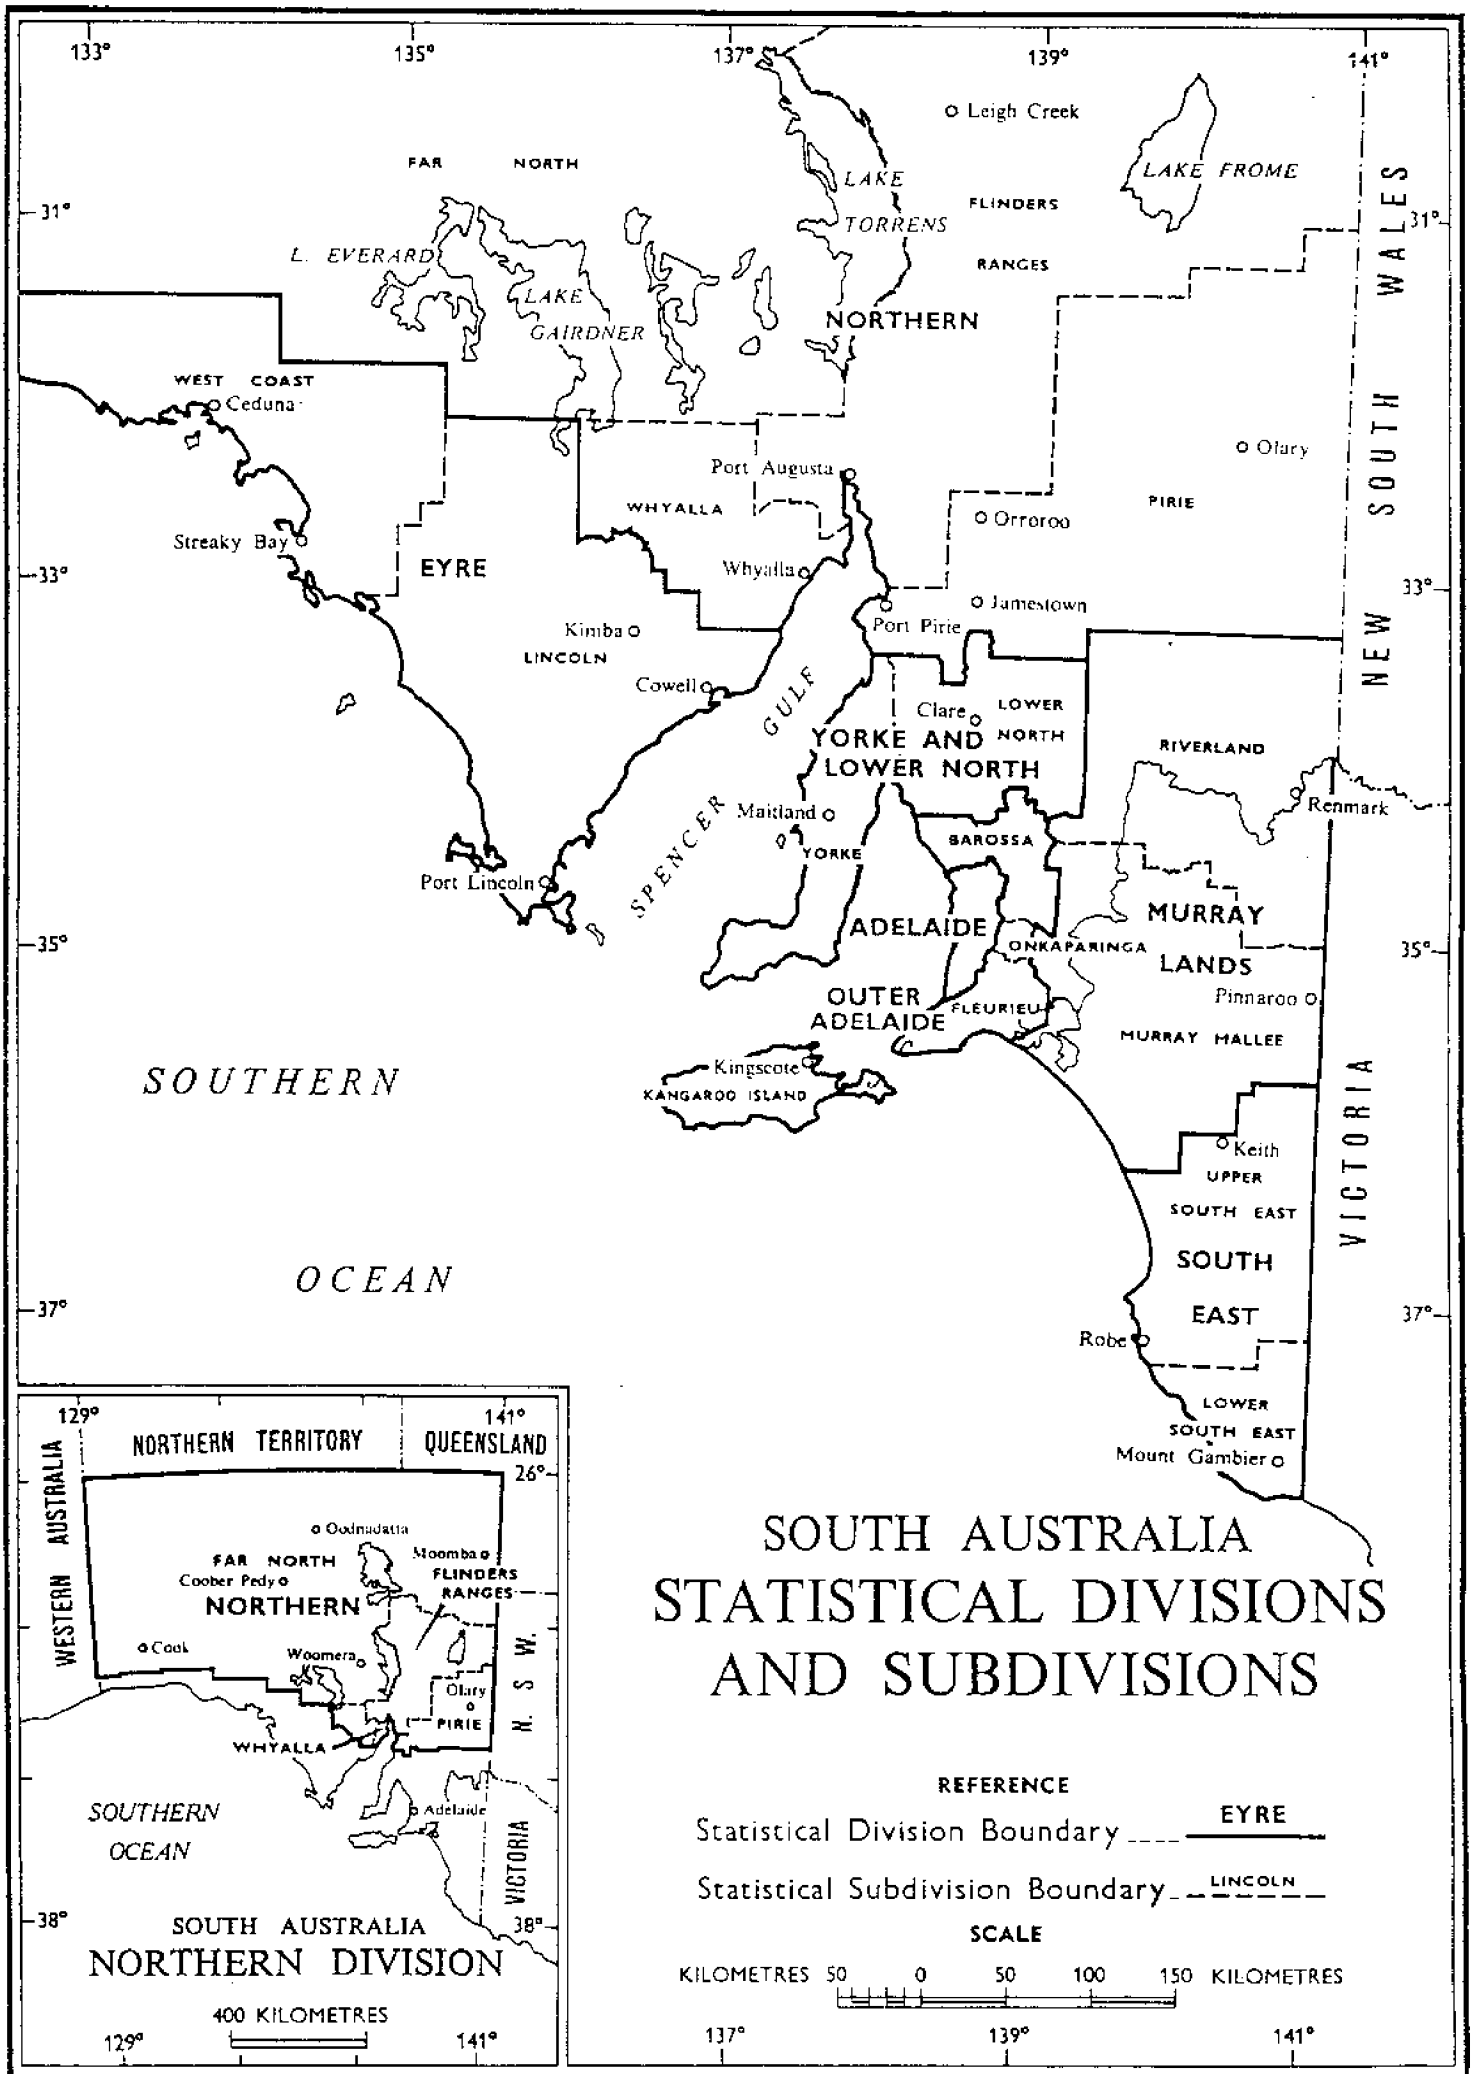 133°
135°
137°
139°
141°
Leigh Creek
FAR NORTH
LAKE FROME
LAKE
TORRENS
FLINDERS
RANGES
31°
31°
L. EVERARD
LAKE
GAIRDNER
NORTHERN
NEW SOUTH WALES
WEST COAST
Ceduna
Port Augusta
Olary
WHYALLA
PIRIE
Orroroo
Streaky Bay
EYRE
Whyalla
33°
33°
Jamestown
Port Pirie
Kimba
LINCOLN
Cowell
SPENCER GULF
Clare
LOWER
NORTH
YORKE AND
LOWER NORTH
RIVERLAND
Renmark
Maitland
YORKE
BAROSSA
Port Lincoln
MURRAY
LANDS
ADELAIDE
ONKAPARINGA
35°
35°
OUTER
ADELAIDE
FLEURIEU
Pinnaroo
MURRAY MALLEE
Kingscote
KANGAROO ISLAND
SOUTHERN
OCEAN
VICTORIA
Keith
UPPER
SOUTH EAST
SOUTH
EAST
37°
37°
Robe
LOWER
SOUTH EAST
Mount Gambier
129°
141°
NORTHERN TERRITORY
QUEENSLAND
WESTERN AUSTRALIA
26°
Oodnadatta
Moomba
FAR NORTH
FLINDERS
RANGES
Coober Pedy
NORTHERN
Cook
Woomera
Olary
PIRIE
N. S. W.
WHYALLA
SOUTHERN
OCEAN
Adelaide
VICTORIA
38°
38°
SOUTH AUSTRALIA
NORTHERN DIVISION
400 KILOMETRES
129°
141°
SOUTH AUSTRALIA
STATISTICAL DIVISIONS
AND SUBDIVISIONS
REFERENCE
Statistical Division Boundary EYRE
Statistical Subdivision Boundary LINCOLN
SCALE
KILOMETRES 50 0 50 100 150 KILOMETRES
137°
139°
141°